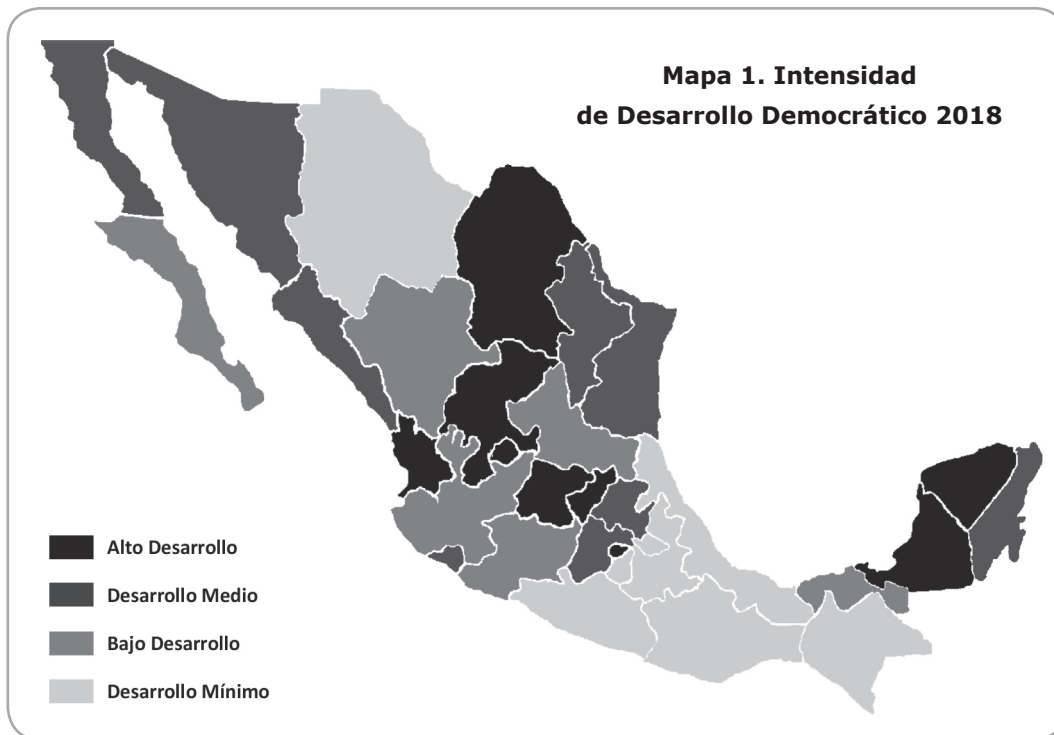 Mapa 1. Intensidad
de Desarrollo Democrático 2018
Alto Desarrollo
Desarrollo Medio
Bajo Desarrollo
Desarrollo Mínimo